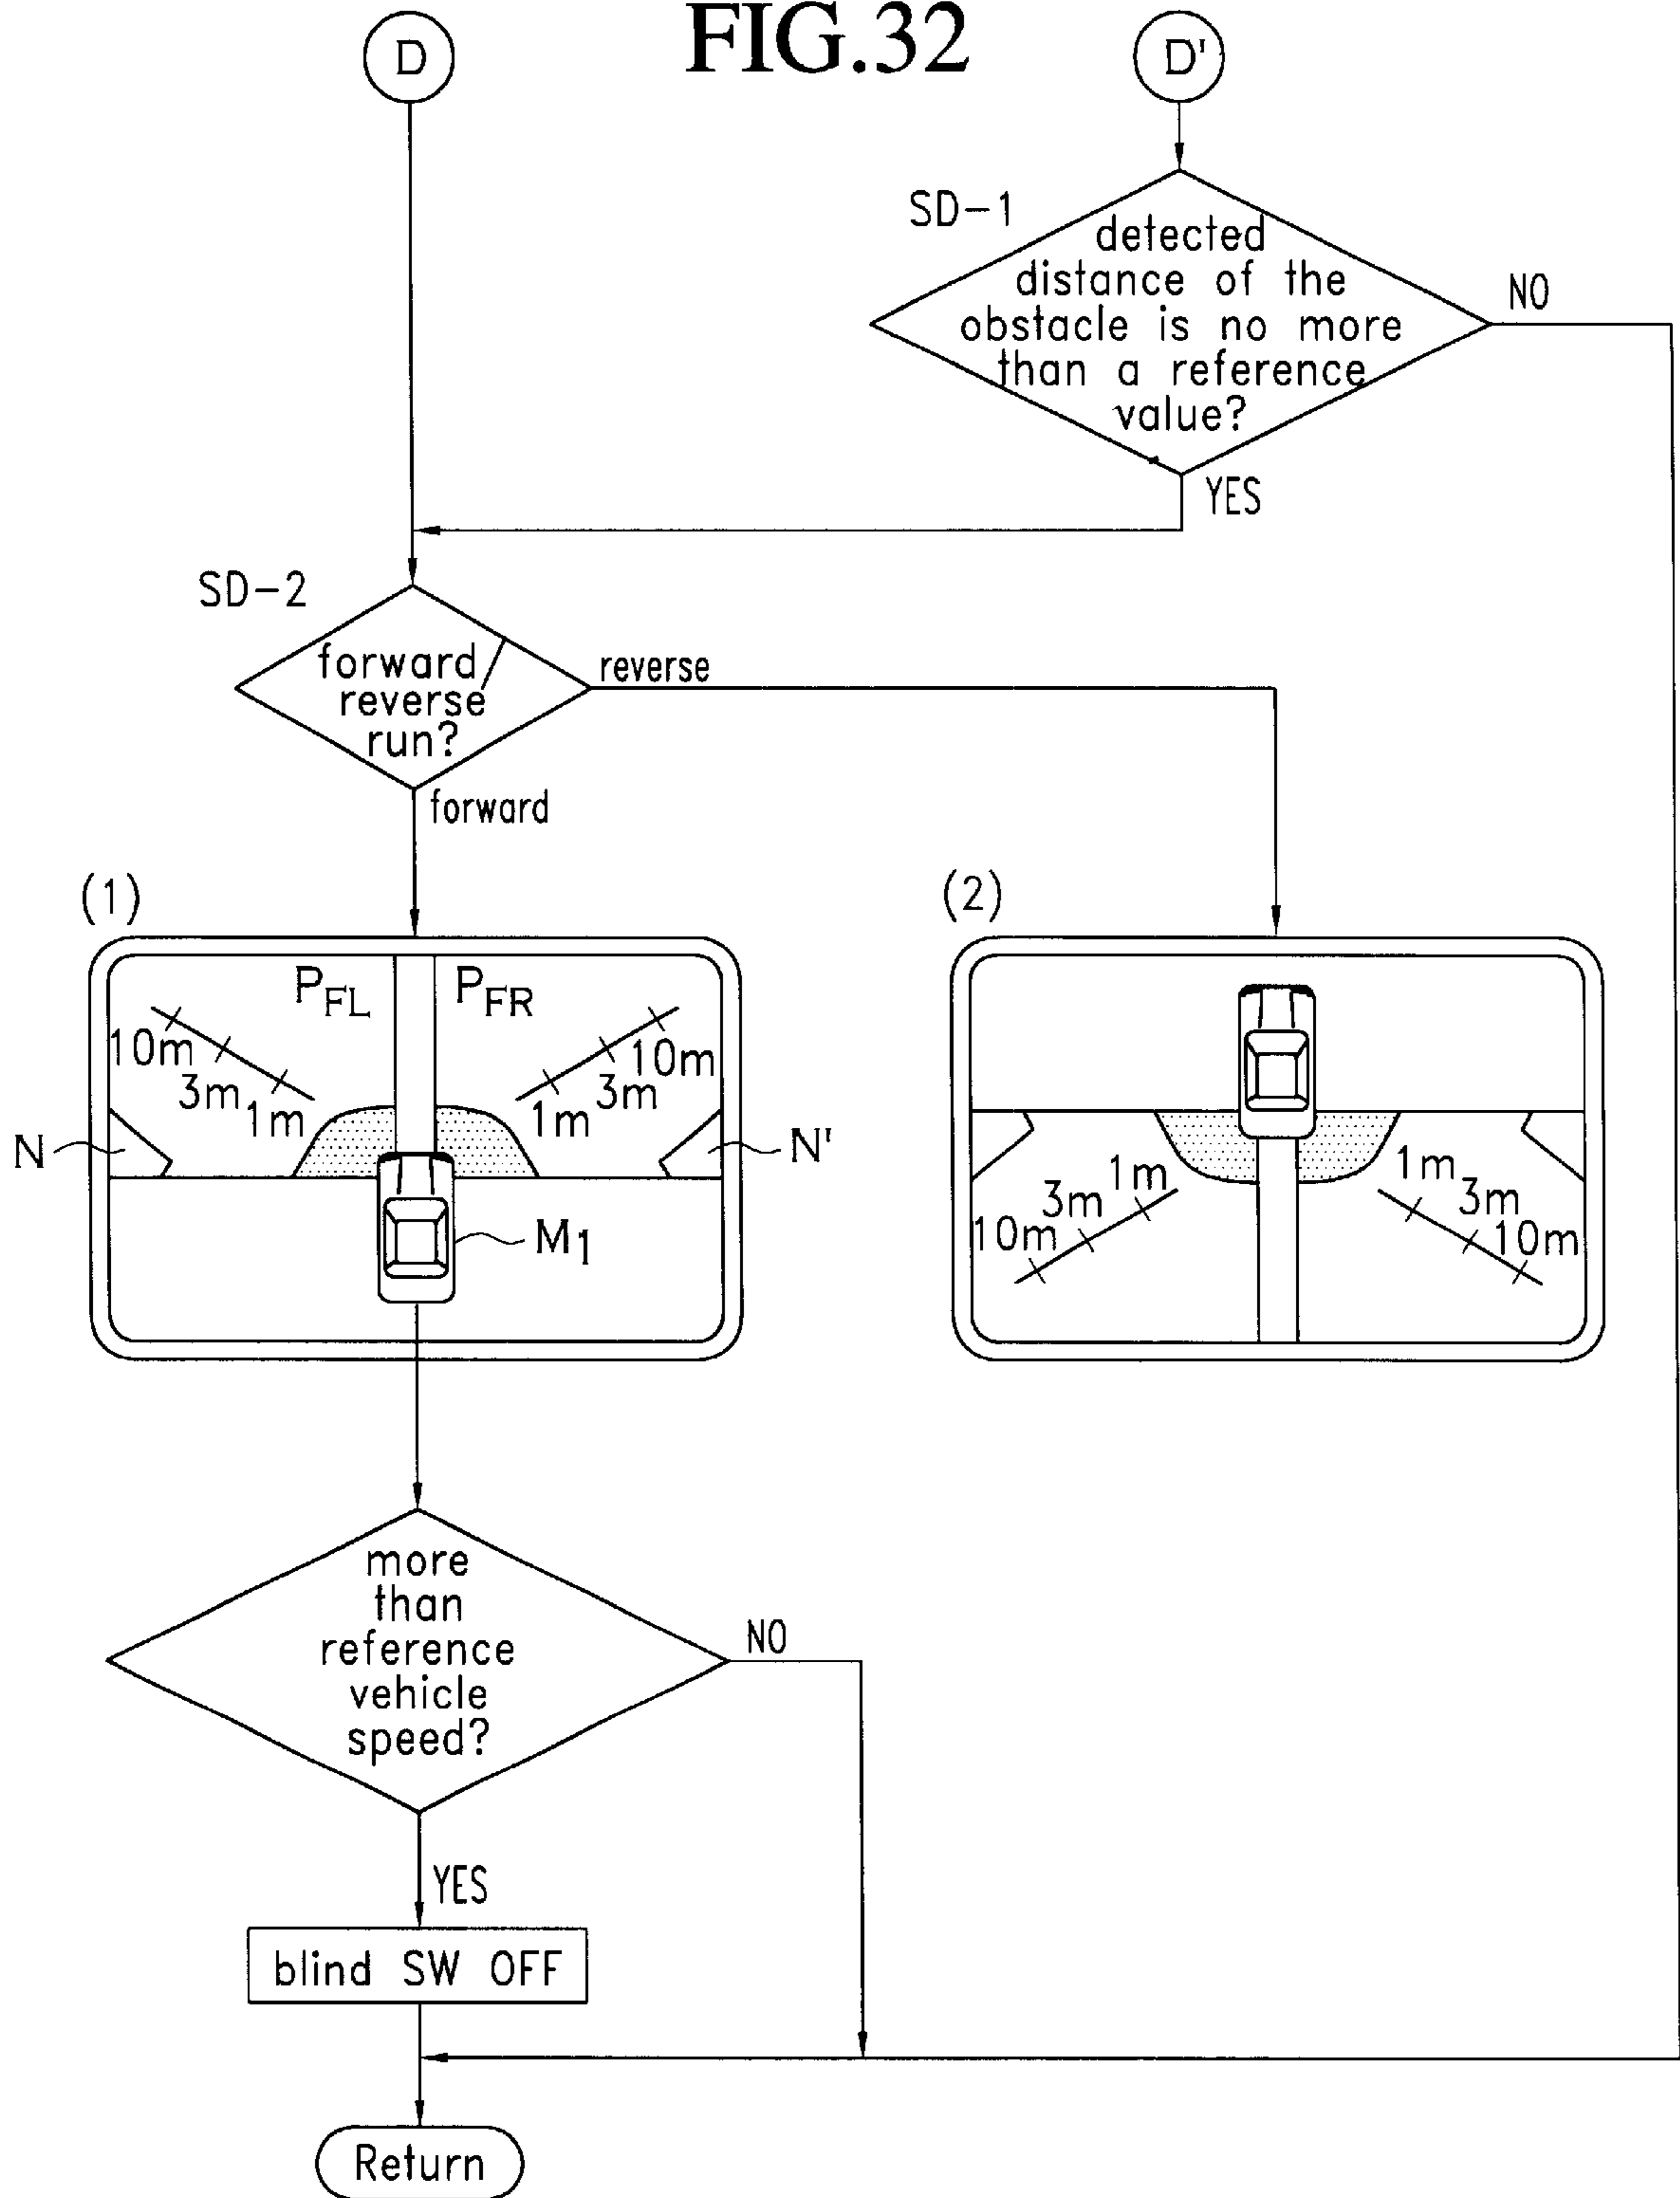 FIG.32
D
D'
SD-1
detected
distance of the
obstacle is no more
than a reference
value?
NO
YES
SD-2
forward/
reverse
run?
reverse
forward
(1)
(2)
PFL
PFR
10m
3m
1m
10m
3m
1m
N
N'
M1
1m
3m
10m
1m
3m
10m
more
than
reference
vehicle
speed?
NO
YES
blind SW OFF
Return